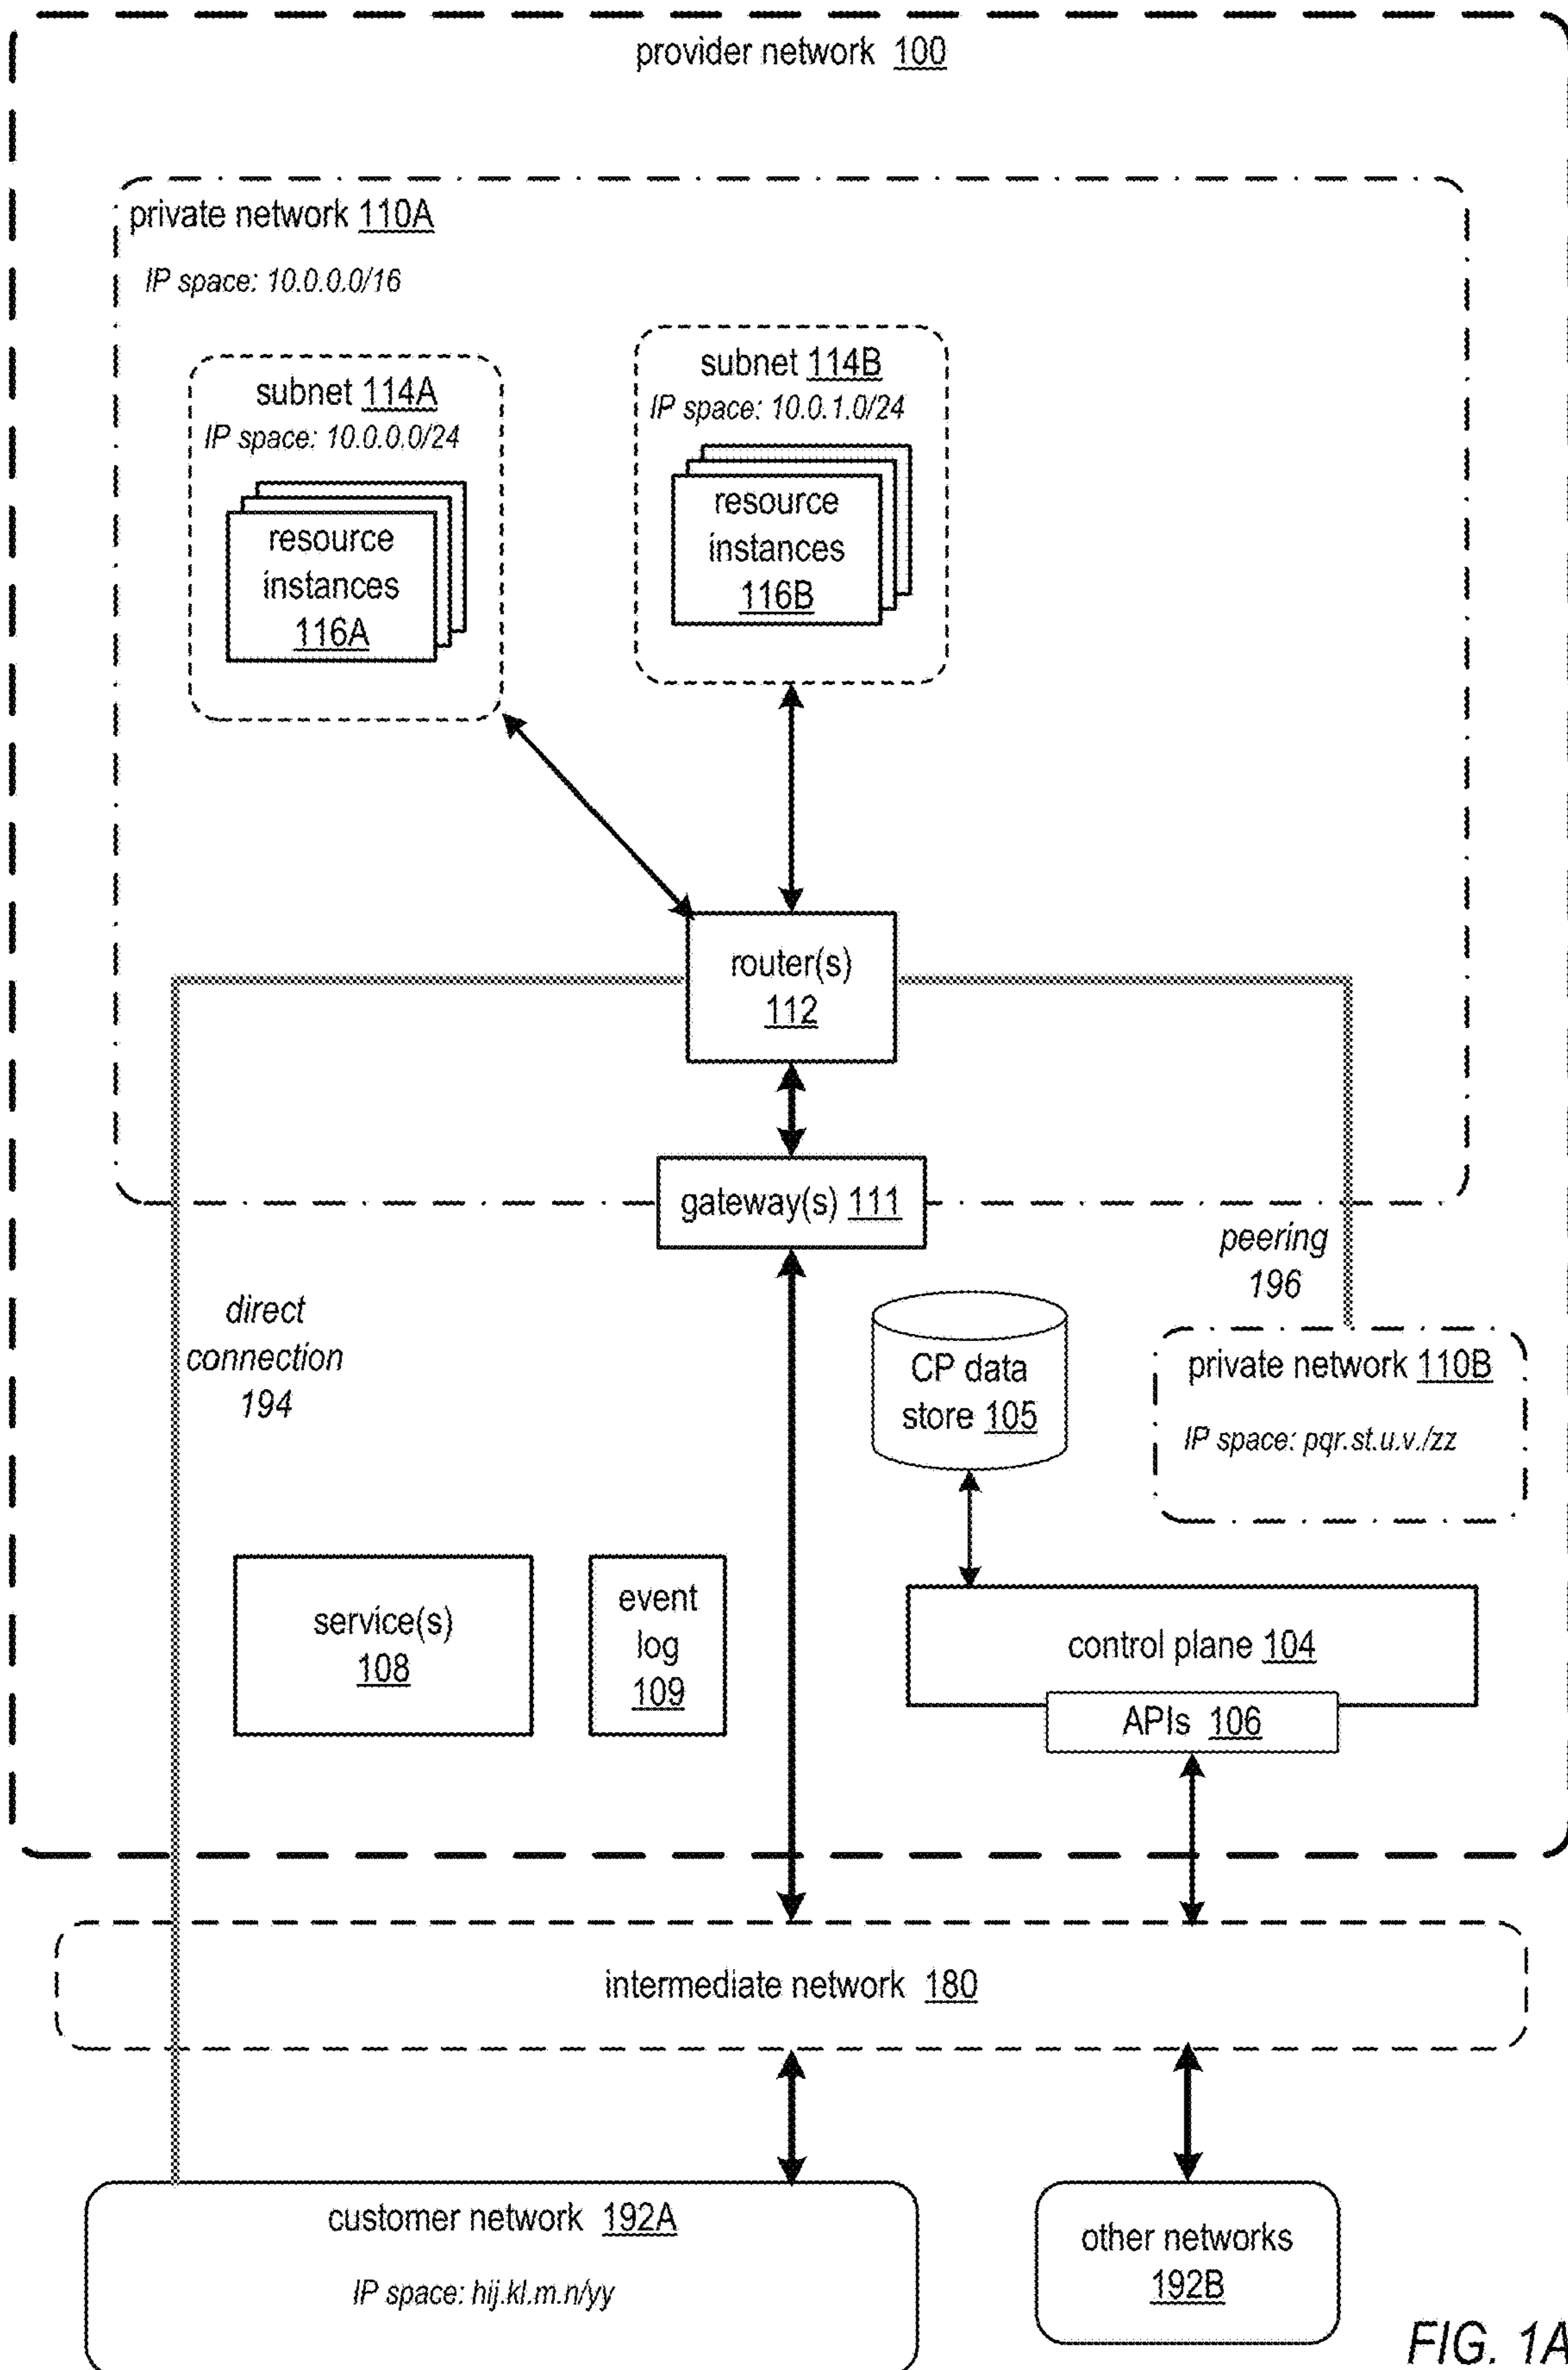 provider network 100
private network 110A
IP space: 10.0.0.0/16
subnet 114A
IP space: 10.0.0.0/24
resource
instances
116A
subnet 114B
IP space: 10.0.1.0/24
resource
instances
116B
router(s)
112
gateway(s) 111
direct
connection
194
peering
196
CP data
store 105
private network 110B
IP space: pqr.st.u.v./zz
service(s)
108
event
log
109
control plane 104
APIs 106
intermediate network 180
customer network 192A
IP space: hij.kl.m.n/yy
other networks
192B
FIG. 1A